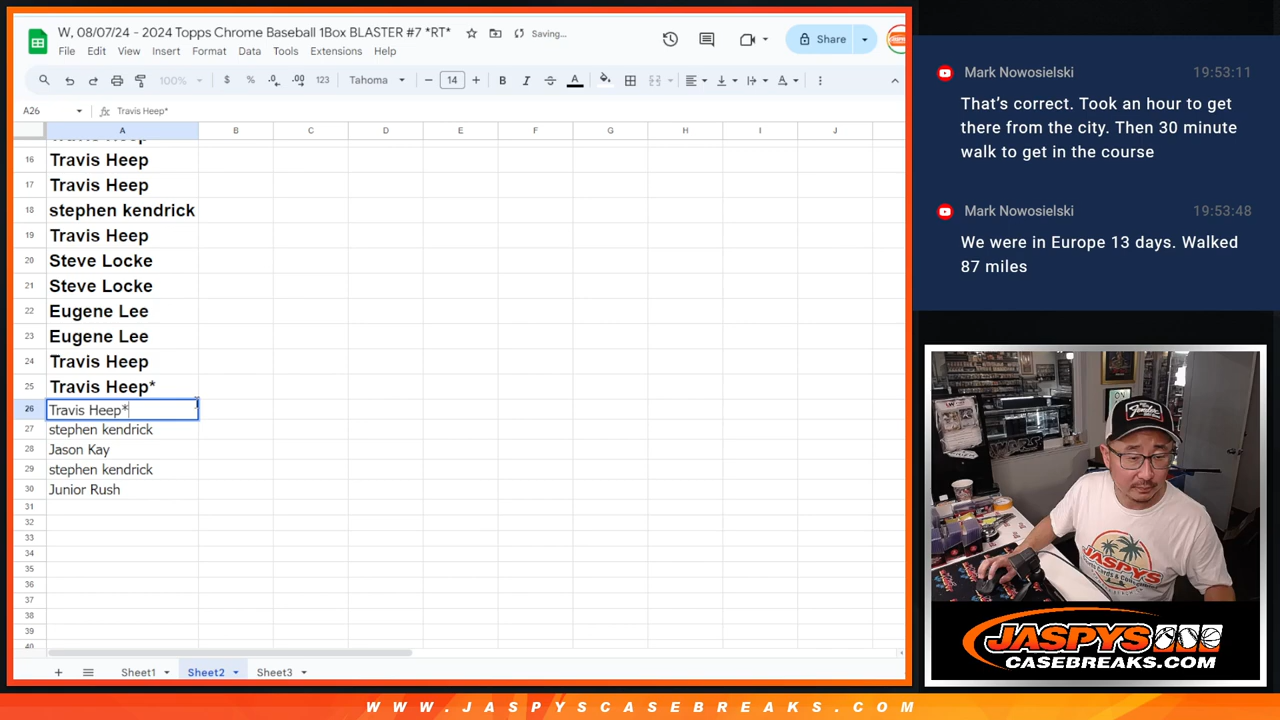 W, 08/07/24 - 2024 Topps Chrome Baseball 1Box BLASTER #7 *RT*
Saving...
File Edit View Insert Format Data Tools Extensions Help
Share
100%
$ % .0 .00 123
Tahoma
14
B I A
A26
Travis Heep*
A B C D E F G H I J
16 Travis Heep
17 Travis Heep
18 stephen kendrick
19 Travis Heep
20 Steve Locke
21 Steve Locke
22 Eugene Lee
23 Eugene Lee
24 Travis Heep
25 Travis Heep*
26 Travis Heep*
27 stephen kendrick
28 Jason Kay
29 stephen kendrick
30 Junior Rush
31
32
33
34
35
36
37
38
39
40
Sheet1 Sheet2 Sheet3
Mark Nowosielski 19:53:11
That's correct. Took an hour to get
there from the city. Then 30 minute
walk to get in the course
Mark Nowosielski 19:53:48
We were in Europe 13 days. Walked
87 miles
Fender
JASPYS
JASPYS
CASEBREAKS.COM
WWW.JASPYSCASEBREAKS.COM